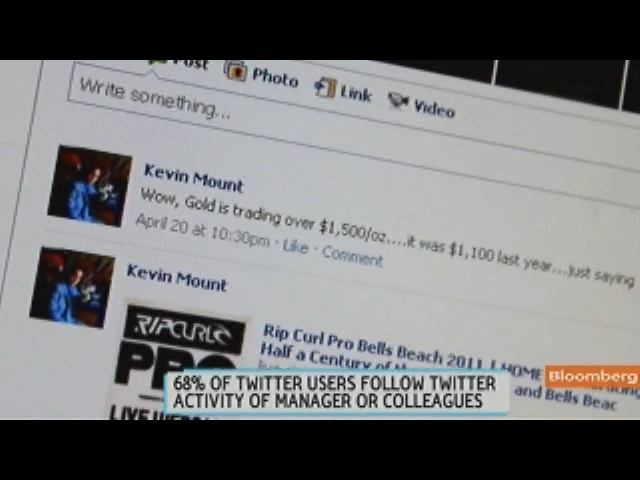 Post Photo Link Video
Write something...
Kevin Mount
Wow, Gold is trading over $1,500/oz....it was $1,100 last year...just saying
April 20 at 10:30pm · Like · Comment
Kevin Mount
RIPCURL
PRO
Rip Curl Pro Bells Beach 2011 | HOME
Half a Century of
and Bells Beac
LIVE
Bloomberg
68% OF TWITTER USERS FOLLOW TWITTER
ACTIVITY OF MANAGER OR COLLEAGUES